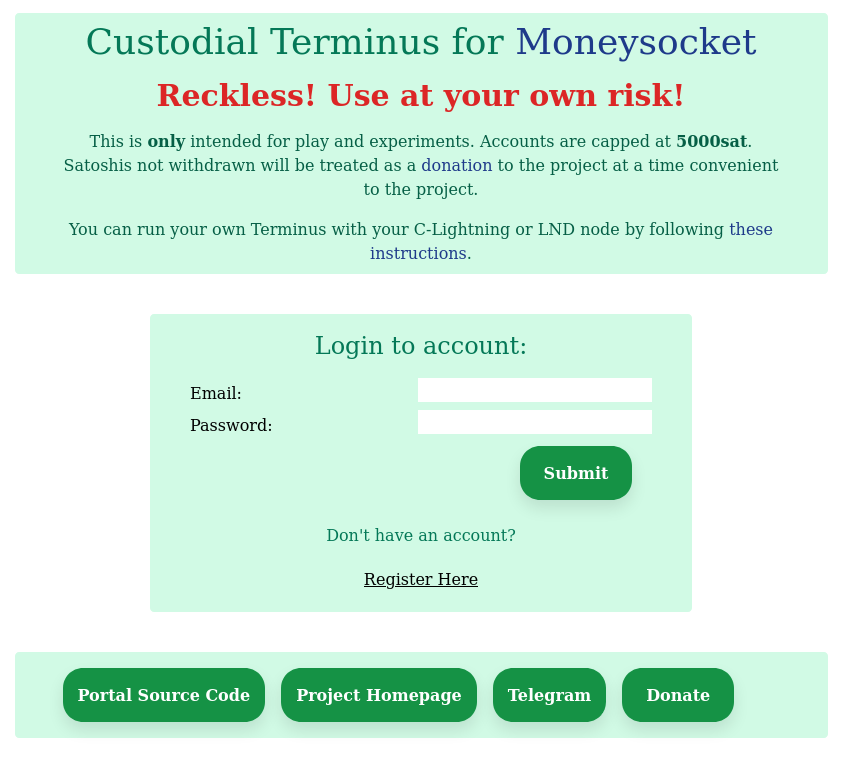 Custodial Terminus for Moneysocket
Reckless! Use at your own risk!
This is only intended for play and experiments. Accounts are capped at 5000sat.
Satoshis not withdrawn will be treated as a donation to the project at a time convenient
to the project.
You can run your own Terminus with your C-Lightning or LND node by following these
instructions.
Login to account:
Email:
Password:
Submit
Don't have an account?
Register Here
Portal Source Code
Project Homepage
Telegram
Donate